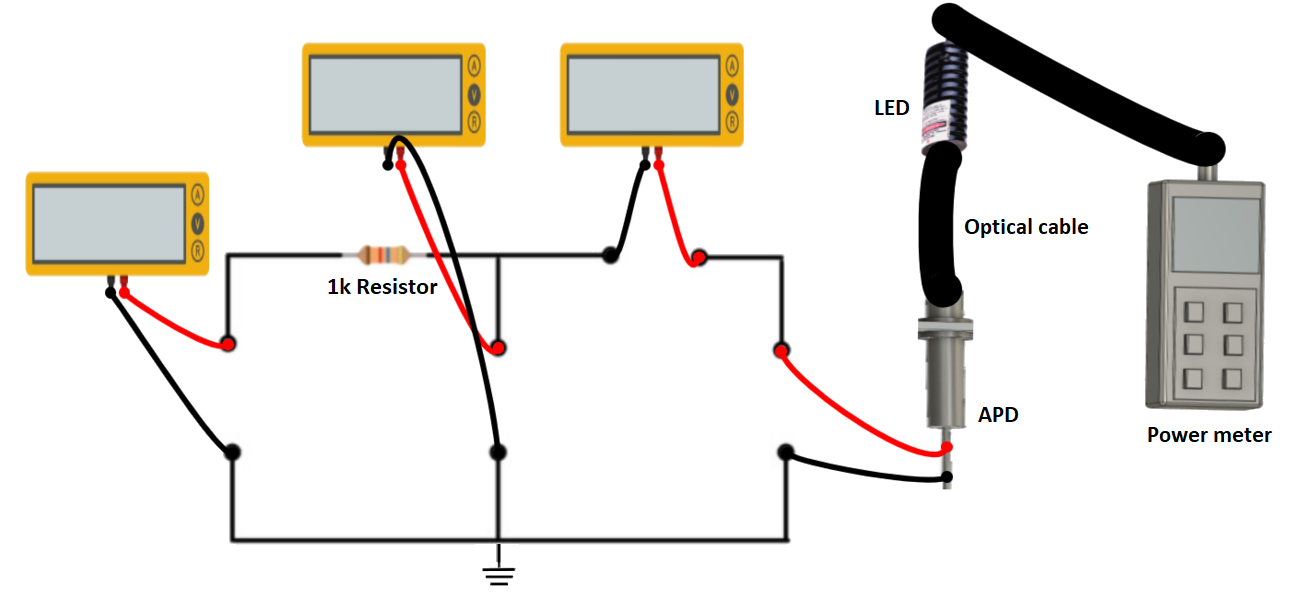 A
V
R
A
V
R
A
V
R
LED
Optical cable
1k Resistor
APD
Power meter